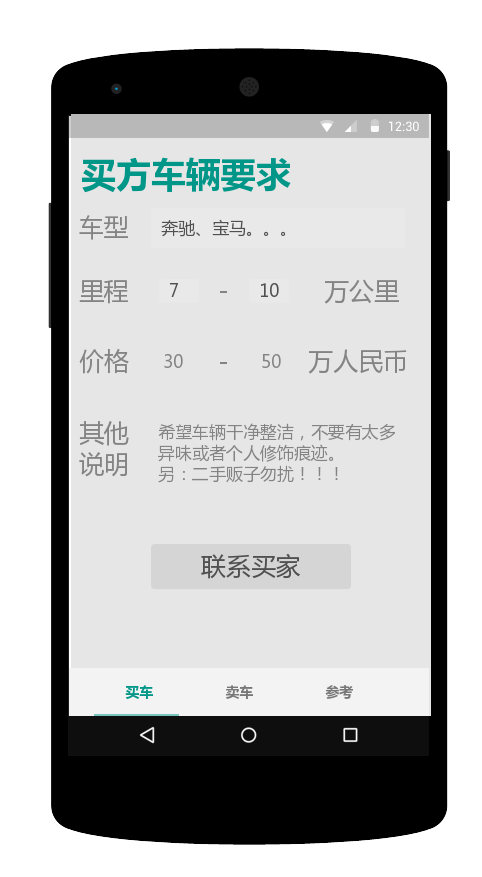 12:30
买方车辆要求
车型 奔驰、宝马。。。
里程 7 - 10 万公里
价格 30 - 50 万人民币
其他
说明
希望车辆干净整洁，不要有太多
异味或者个人修饰痕迹。
另：二手贩子勿扰！！！
联系买家
买车 卖车 参考